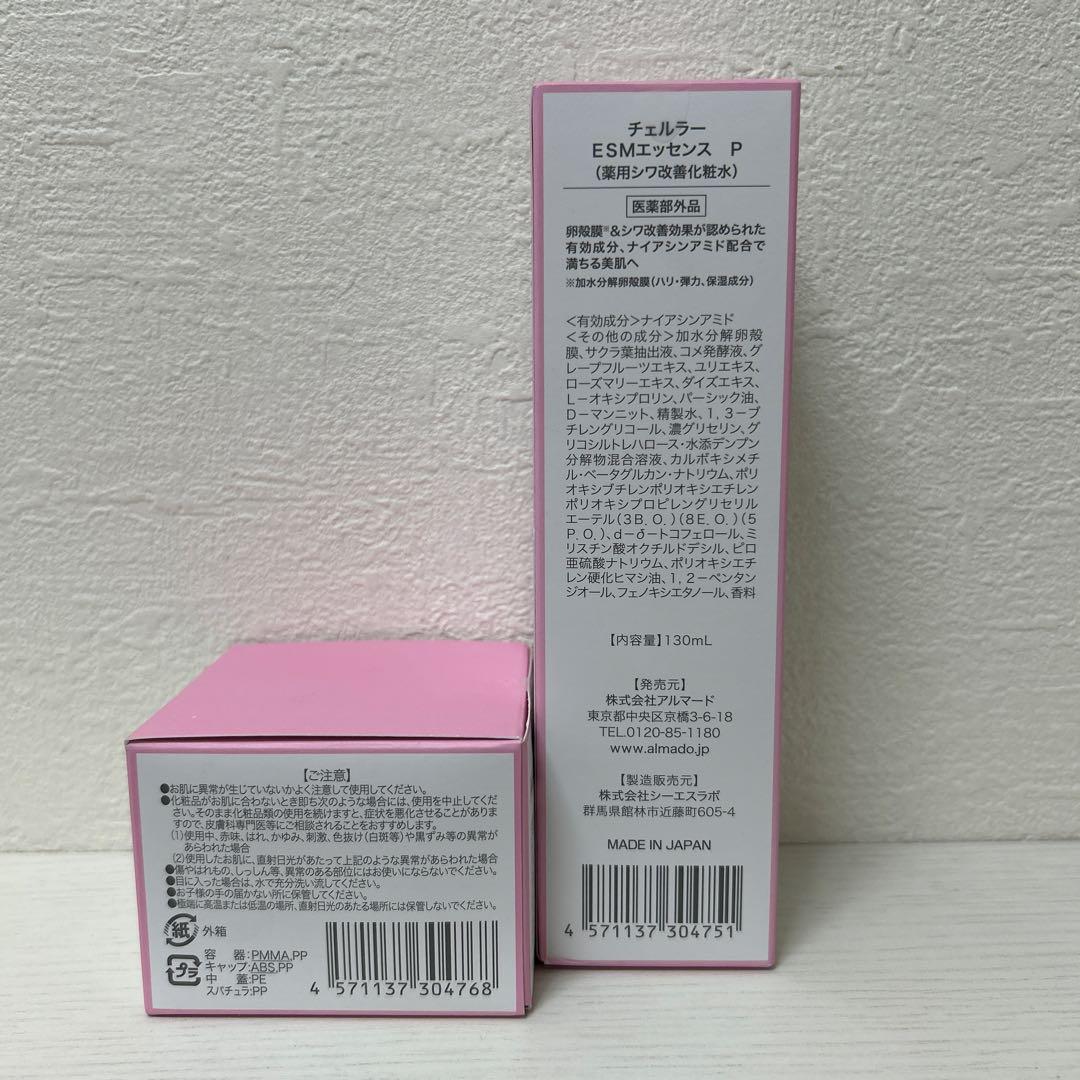 チェルラー
ESMエッセンス P
(薬用シワ改善化粧水)
医薬部外品
卵殻膜※&シワ改善効果が認められた
有効成分、ナイアシンアミド配合で
満ちる美肌へ
※加水分解卵殻膜(ハリ・弾力、保湿成分)
<有効成分>ナイアシンアミド
<その他の成分>加水分解卵殻
膜、サクラ葉抽出液、コメ発酵液、グ
レープフルーツエキス、ユリエキス、
ローズマリーエキス、ダイズエキス、
L-オキシプロリン、パーシック油、
D-マンニット、精製水、1,3-ブ
チレングリコール、濃グリセリン、グ
リコシルトレハロース・水添デンプン
分解物混合溶液、カルボキシメチ
ル・ベータグルカン・ナトリウム、ポリ
オキシブチレンポリオキシエチレン
ポリオキシプロピレングリセリル
エーテル(3B.O.)(8E.O.)(5
P.O.)、d-δ-トコフェロール、ミ
リスチン酸オクチルドデシル、ピロ
亜硫酸ナトリウム、ポリオキシエチ
レン硬化ヒマシ油、1,2-ペンタン
ジオール、フェノキシエタノール、香料
【内容量】130mL
【発売元】
株式会社アルマード
東京都中央区京橋3-6-18
TEL.0120-85-1180
www.almado.jp
【製造販売元】
株式会社シーエスラボ
群馬県館林市近藤町605-4
MADE IN JAPAN
4 571137 304751
【ご注意】
●お肌に異常が生じていないかよく注意して使用してください。
●化粧品がお肌に合わないとき即ち次のような場合には、使用を中止してくだ
さい。そのまま化粧品類の使用を続けますと、症状を悪化させることがありま
すので、皮膚科専門医等にご相談されることをおすすめします。
(1)使用中、赤味、はれ、かゆみ、刺激、色抜け(白斑等)や黒ずみ等の異常が
あらわれた場合
(2)使用したお肌に、直射日光があたって上記のような異常があらわれた場合
●傷やはれもの、しっしん等、異常のある部位にはお使いにならないでください。
●目に入った場合は、水で充分洗い流してください。
●お子様の手の届かない所に保管してください。
●極端に高温または低温の場所、直射日光のあたる場所には保管しないでください。
紙 外箱
プラ
容 器:PMMA,PP
キャップ:ABS,PP
中 蓋:PE
スパチュラ:PP
4 571137 304768